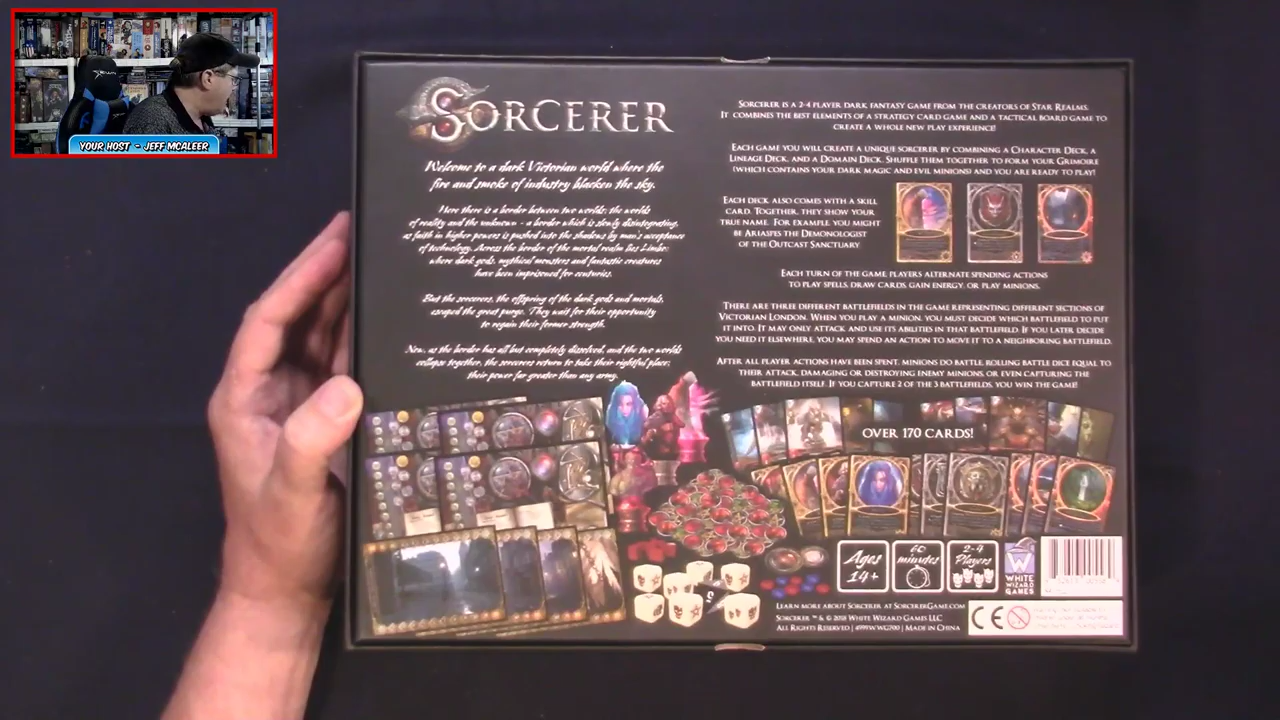 YOUR HOST - JEFF MCALEER
SORCERER
Welcome to a dark Victorian world where the
fire and smoke of industry blacken the sky.
Here there is a border between two worlds: the worlds
of reality and the unknown - a border which is slowly disintegrating,
as faith in higher powers is pushed into the shadows by man's acceptance
of technology. Across the border of the mortal realm lies Limbo:
where dark gods, mythical monsters and fantastic creatures
have been imprisoned for centuries.
But the sorcerers, the offspring of the dark gods and mortals,
escaped the great purge. They wait for their opportunity
to regain their former strength.
Now, as the border has all but completely dissolved, and the two worlds
collapse together, the sorcerers return to take their rightful place;
their power far greater than any army.
SORCERER IS A 2-4 PLAYER DARK FANTASY GAME FROM THE CREATORS OF STAR REALMS.
IT COMBINES THE BEST ELEMENTS OF A STRATEGY CARD GAME AND A TACTICAL BOARD GAME TO
CREATE A WHOLE NEW PLAY EXPERIENCE!
EACH GAME YOU WILL CREATE A UNIQUE SORCERER BY COMBINING A CHARACTER DECK, A
LINEAGE DECK, AND A DOMAIN DECK. SHUFFLE THEM TOGETHER TO FORM YOUR GRIMOIRE
(WHICH CONTAINS YOUR DARK MAGIC AND EVIL MINIONS) AND YOU ARE READY TO PLAY!
EACH DECK ALSO COMES WITH A SKILL
CARD. TOGETHER, THEY SHOW YOUR
TRUE NAME. FOR EXAMPLE, YOU MIGHT
BE ARIASPES THE DEMONOLOGIST
OF THE OUTCAST SANCTUARY
EACH TURN OF THE GAME, PLAYERS ALTERNATE SPENDING ACTIONS
TO PLAY SPELLS, DRAW CARDS, GAIN ENERGY, OR PLAY MINIONS.
THERE ARE THREE DIFFERENT BATTLEFIELDS IN THE GAME REPRESENTING DIFFERENT SECTIONS OF
VICTORIAN LONDON. WHEN YOU PLAY A MINION, YOU MUST DECIDE WHICH BATTLEFIELD TO PUT
IT INTO. IT MAY ONLY ATTACK AND USE ITS ABILITIES IN THAT BATTLEFIELD. IF YOU LATER DECIDE
YOU NEED IT ELSEWHERE, YOU MAY SPEND AN ACTION TO MOVE IT TO A NEIGHBORING BATTLEFIELD.
AFTER ALL PLAYER ACTIONS HAVE BEEN SPENT, MINIONS DO BATTLE, ROLLING BATTLE DICE EQUAL TO
THEIR ATTACK, DAMAGING OR DESTROYING ENEMY MINIONS OR EVEN CAPTURING THE
BATTLEFIELD ITSELF. IF YOU CAPTURE 2 OF THE 3 BATTLEFIELDS, YOU WIN THE GAME!
OVER 170 CARDS!
Ages
14+
60
minutes
2-4
Players
WHITE
WIZARD
GAMES
LEARN MORE ABOUT SORCERER AT SORCERERGAME.COM
SORCERER ™ & © 2018 WHITE WIZARD GAMES LLC
ALL RIGHTS RESERVED | MADE IN CHINA
CE